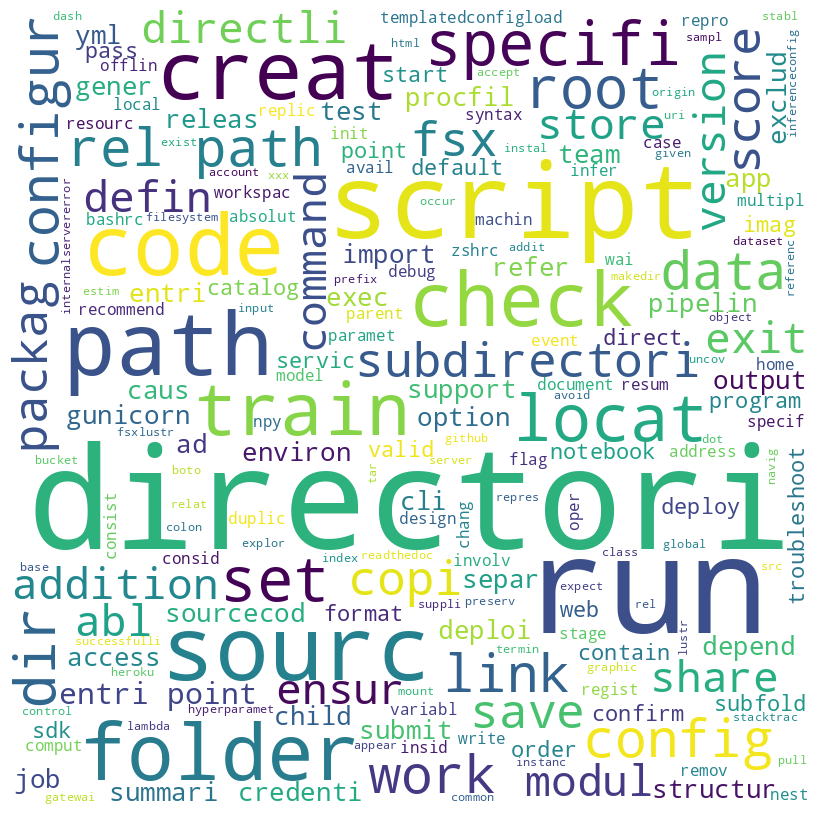 dash
templatedconfigload
repro
stabl
yml
directli
creat
specifi
html
sampl
pass
offlin
gener
local
resourc
releas
replic
start
test
procfil
accept
syntax
root
origin
uri
score
exclud
inferenceconfig
configur
rel path
exist
init
point
fsx
instal
store
case
given
version
account
xxx
avail
default
team
infer
app
multipl
defin
workspac
bashrc
filesystem
absolut
script
occur
machin
imag
internalservererror
code
command
import
zshrc
addit
wai
dataset
referenc
estim
entri
catalog
debug
refer
makedir
data
packag
input
prefix
exec
check
pipelin
recommend
parent
object
path
paramet
event
direct
exit
servic
subdirectori
uncov
home
model
caus
train
support
document
resum
output
gunicorn
npy
option
avoid
locat
program
specif
ad
environ
valid
github
notebook
dot
address
navig
fsxlustr
flag
server
bucket
boto
tar
directori
troubleshoot
relat
cli
repres
oper
deploy
consist
colon
duplic
design
chang
run
explor
global
base
consid
index
readthedoc
involv
class
src
addition
set
copi
separ
expect
rel
dir
abl
sourcecod
format
suppli
preserv
web
deploi
stage
lustr
contain
depend
successfulli
access
heroku
sourc
termin
link
graphic
share
entri point
ensur
mount
regist
subfold
control
hyperparamet
variabl
save
confirm
stacktrac
sdk
lambda
child
submit
write
order
config
comput
folder
appear
insid
work
instanc
modul
remov
pull
job
structur
nest
gatewai
summari
credenti
common